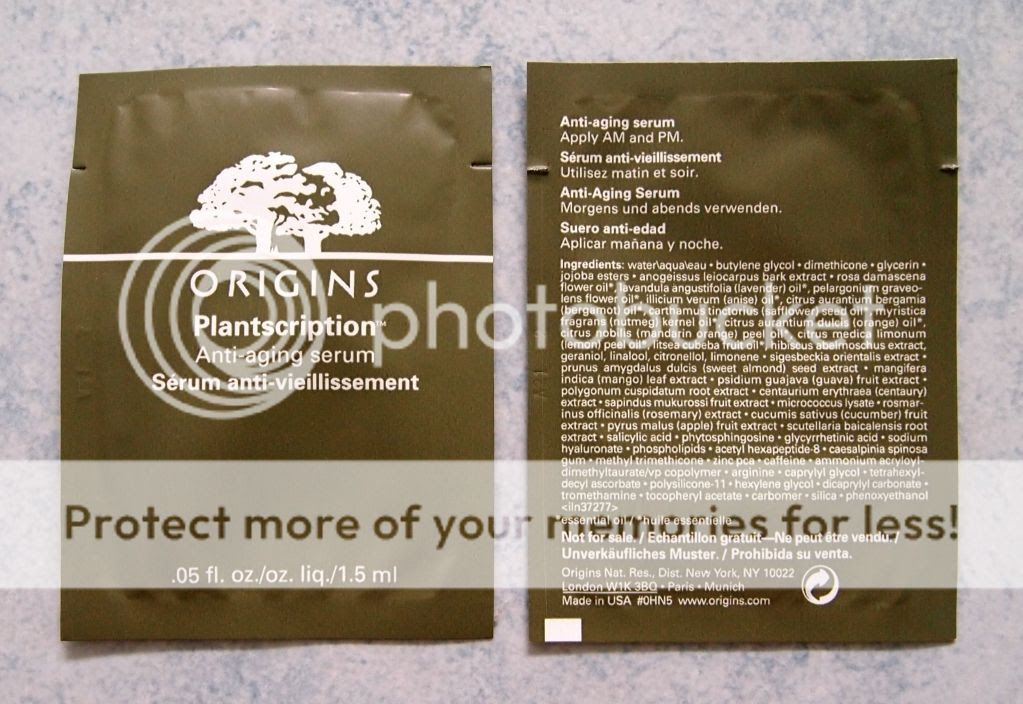 ORIGINS
Plantscription™
Anti-aging serum
Sérum anti-vieillissement
.05 fl. oz./oz. liq./1.5 ml
Anti-aging serum
Apply AM and PM.
Sérum anti-vieillissement
Utilisez matin et soir.
Anti-Aging Serum
Morgens und abends verwenden.
Suero anti-edad
Aplicar mañana y noche.
Ingredients: water\aqua\eau • butylene glycol • dimethicone • glycerin •
jojoba esters • anogeissus leiocarpus bark extract • rosa damascena
flower oil*, lavandula angustifolia (lavender) oil*, pelargonium graveo-
lens flower oil*, illicium verum (anise) oil*, citrus aurantium bergamia
(bergamot) oil*, carthamus tinctorius (safflower) seed oil, myristica
fragrans (nutmeg) kernel oil*, citrus aurantium dulcis (orange) oil*,
citrus nobilis (mandarin orange) peel oil*, citrus medica limonum
(lemon) peel oil*, litsea cubeba fruit oil*, hibiscus abelmoschus extract,
geraniol, linalool, citronellol, limonene • sigesbeckia orientalis extract •
prunus amygdalus dulcis (sweet almond) seed extract • mangifera
indica (mango) leaf extract • psidium guajava (guava) fruit extract •
polygonum cuspidatum root extract • centaurium erythraea (centaury)
extract • sapindus mukurossi fruit extract • micrococcus lysate • rosmar-
inus officinalis (rosemary) extract • cucumis sativus (cucumber) fruit
extract • pyrus malus (apple) fruit extract • scutellaria baicalensis root
extract • salicylic acid • phytosphingosine • glycyrrhetinic acid • sodium
hyaluronate • phospholipids • acetyl hexapeptide-8 • caesalpinia spinosa
gum • methyl trimethicone • zinc pca • caffeine • ammonium acryloyl-
dimethyltaurate/vp copolymer • arginine • caprylyl glycol • tetrahexyl-
decyl ascorbate • polysilicone-11 • hexylene glycol • dicaprylyl carbonate •
tromethamine • tocopheryl acetate • carbomer • silica • phenoxyethanol
<iln37277>
essential oil / *huile essentielle
Not for sale. / Echantillon gratuit—Ne peut être vendu. /
Unverkäufliches Muster. / Prohibida su venta.
Origins Nat. Res., Dist. New York, NY 10022
London W1K 3BQ • Paris • Munich
Made in USA #0HN5 www.origins.com
photobucket
Protect more of your memories for less!